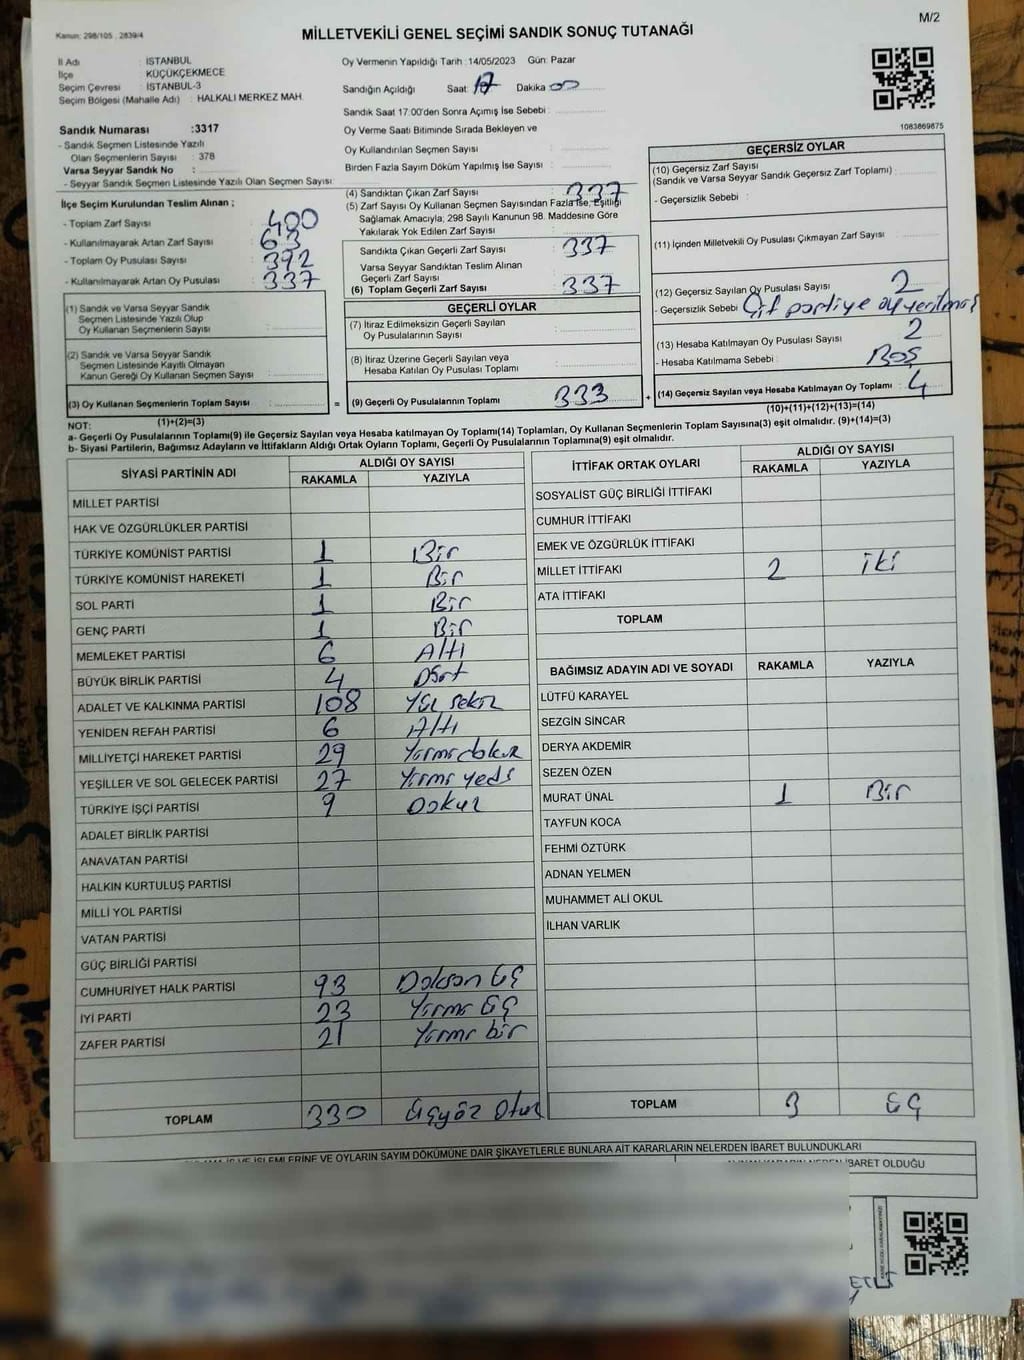 M/2
Kanun: 298/105 , 2839/4
MİLLETVEKİLİ GENEL SEÇİMİ SANDIK SONUÇ TUTANAĞI
İl Adı : İSTANBUL
İlçe : KÜÇÜKÇEKMECE
Seçim Çevresi : İSTANBUL-3
Seçim Bölgesi (Mahalle Adı) : HALKALI MERKEZ MAH.
Sandık Numarası :3317
- Sandık Seçmen Listesinde Yazılı
Olan Seçmenlerin Sayısı : 378
Varsa Seyyar Sandık No :
- Seyyar Sandık Seçmen Listesinde Yazılı Olan Seçmen Sayısı:
İlçe Seçim Kurulundan Teslim Alınan ;
- Toplam Zarf Sayısı : 400
- Kullanılmayarak Artan Zarf Sayısı : 63
- Toplam Oy Pusulası Sayısı : 392
- Kullanılmayarak Artan Oy Pusulası : 337
(1) Sandık ve Varsa Seyyar Sandık
Seçmen Listesinde Yazılı Olup
Oy Kullanan Seçmenlerin Sayısı :
(2) Sandık ve Varsa Seyyar Sandık
Seçmen Listesinde Kayıtlı Olmayan
Kanun Gereği Oy Kullanan Seçmen Sayısı :
(3) Oy Kullanan Seçmenlerin Toplam Sayısı :
(1)+(2)=(3)
Oy Vermenin Yapıldığı Tarih : 14/05/2023 Gün: Pazar
Sandığın Açıldığı Saat: 17 Dakika 00
Sandık Saat 17:00'den Sonra Açılmış İse Sebebi :
Oy Verme Saati Bitiminde Sırada Bekleyen ve
Oy Kullandırılan Seçmen Sayısı :
Birden Fazla Sayım Döküm Yapılmış İse Sayısı :
(4) Sandıktan Çıkan Zarf Sayısı : 337
(5) Zarf Sayısı Oy Kullanan Seçmen Sayısından Fazla İse, Eşitliği
Sağlamak Amacıyla; 298 Sayılı Kanunun 98. Maddesine Göre
Yakılarak Yok Edilen Zarf Sayısı :
Sandıkta Çıkan Geçerli Zarf Sayısı : 337
Varsa Seyyar Sandıktan Teslim Alınan
Geçerli Zarf Sayısı :
(6) Toplam Geçerli Zarf Sayısı : 337
GEÇERLİ OYLAR
(7) İtiraz Edilmeksizin Geçerli Sayılan
Oy Pusulalarının Sayısı :
(8) İtiraz Üzerine Geçerli Sayılan veya
Hesaba Katılan Oy Pusulası Toplamı :
= (9) Geçerli Oy Pusulalarının Toplamı : 333 +
1083669875
GEÇERSİZ OYLAR
(10) Geçersiz Zarf Sayısı
(Sandık ve Varsa Seyyar Sandık Geçersiz Zarf Toplamı) :
- Geçersizlik Sebebi :
(11) İçinden Milletvekili Oy Pusulası Çıkmayan Zarf Sayısı :
(12) Geçersiz Sayılan Oy Pusulası Sayısı : 2
- Geçersizlik Sebebi : Çift partiye oy verilmiş
(13) Hesaba Katılmayan Oy Pusulası Sayısı : 2
- Hesaba Katılmama Sebebi : Boş
(14) Geçersiz Sayılan veya Hesaba Katılmayan Oy Toplamı : 4
(10)+(11)+(12)+(13)=(14)
NOT:
a- Geçerli Oy Pusulalarının Toplamı(9) ile Geçersiz Sayılan veya Hesaba katılmayan Oy Toplamı(14) Toplamları, Oy Kullanan Seçmenlerin Toplam Sayısına(3) eşit olmalıdır. (9)+(14)=(3)
b- Siyasi Partilerin, Bağımsız Adayların ve İttifakların Aldığı Ortak Oyların Toplamı, Geçerli Oy Pusulalarının Toplamına(9) eşit olmalıdır.
SİYASİ PARTİNİN ADI ALDIĞI OY SAYISI
RAKAMLA YAZIYLA
MİLLET PARTİSİ
HAK VE ÖZGÜRLÜKLER PARTİSİ
TÜRKİYE KOMÜNİST PARTİSİ 1 Bir
TÜRKİYE KOMÜNİST HAREKETİ 1 Bir
SOL PARTİ 1 Bir
GENÇ PARTİ 1 Bir
MEMLEKET PARTİSİ 6 Altı
BÜYÜK BİRLİK PARTİSİ 4 Dört
ADALET VE KALKINMA PARTİSİ 108 Yüz sekiz
YENİDEN REFAH PARTİSİ 6 Altı
MİLLİYETÇİ HAREKET PARTİSİ 29 Yirmi dokuz
YEŞİLLER VE SOL GELECEK PARTİSİ 27 Yirmi yedi
TÜRKİYE İŞÇİ PARTİSİ 9 Dokuz
ADALET BİRLİK PARTİSİ
ANAVATAN PARTİSİ
HALKIN KURTULUŞ PARTİSİ
MİLLİ YOL PARTİSİ
VATAN PARTİSİ
GÜÇ BİRLİĞİ PARTİSİ
CUMHURİYET HALK PARTİSİ 93 Doksan üç
İYİ PARTİ 23 Yirmi üç
ZAFER PARTİSİ 21 Yirmi bir
TOPLAM 330 Üçyüz Otuz
İTTİFAK ORTAK OYLARI ALDIĞI OY SAYISI
RAKAMLA YAZIYLA
SOSYALİST GÜÇ BİRLİĞİ İTTİFAKI
CUMHUR İTTİFAKI
EMEK VE ÖZGÜRLÜK İTTİFAKI
MİLLET İTTİFAKI 2 iki
ATA İTTİFAKI
TOPLAM
BAĞIMSIZ ADAYIN ADI VE SOYADI RAKAMLA YAZIYLA
LÜTFÜ KARAYEL
SEZGİN SİNCAR
DERYA AKDEMİR
SEZEN ÖZEN
MURAT ÜNAL 1 Bir
TAYFUN KOCA
FEHMİ ÖZTÜRK
ADNAN YELMEN
MUHAMMET ALİ OKUL
İLHAN VARLIK
TOPLAM 3 üç
İŞLEMLERİNE VE OYLARIN SAYIM DÖKÜMÜNE DAİR ŞİKAYETLERLE BUNLARA AİT KARARLARIN NELERDEN İBARET BULUNDUKLARI
İBARET OLDUĞU